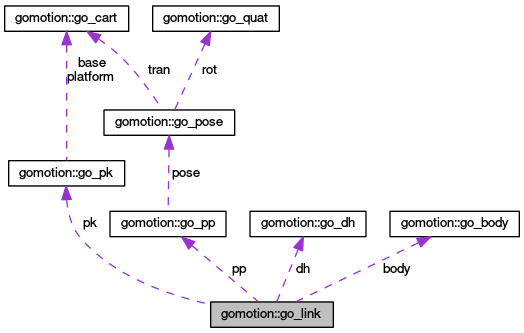 gomotion::go_cart
gomotion::go_quat
base
platform
tran
rot
gomotion::go_pose
gomotion::go_pk
pose
gomotion::go_pp
gomotion::go_dh
gomotion::go_body
pk
pp
dh
body
gomotion::go_link